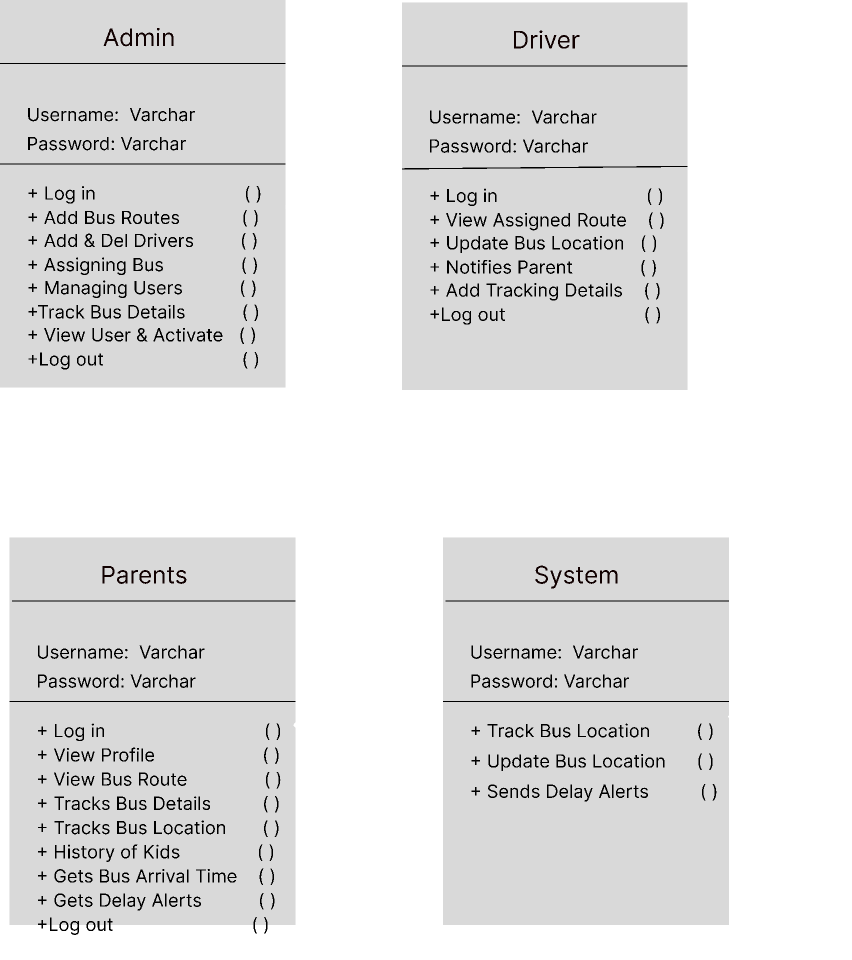 Admin
Username: Varchar
Password: Varchar
+ Log in ( )
+ Add Bus Routes ( )
+ Add & Del Drivers ( )
+ Assigning Bus ( )
+ Managing Users ( )
+Track Bus Details ( )
+ View User & Activate ( )
+Log out ( )
Driver
Username: Varchar
Password: Varchar
+ Log in ( )
+ View Assigned Route ( )
+ Update Bus Location ( )
+ Notifies Parent ( )
+ Add Tracking Details ( )
+Log out ( )
Parents
Username: Varchar
Password: Varchar
+ Log in ( )
+ View Profile ( )
+ View Bus Route ( )
+ Tracks Bus Details ( )
+ Tracks Bus Location ( )
+ History of Kids ( )
+ Gets Bus Arrival Time ( )
+ Gets Delay Alerts ( )
+Log out ( )
System
Username: Varchar
Password: Varchar
+ Track Bus Location ( )
+ Update Bus Location ( )
+ Sends Delay Alerts ( )